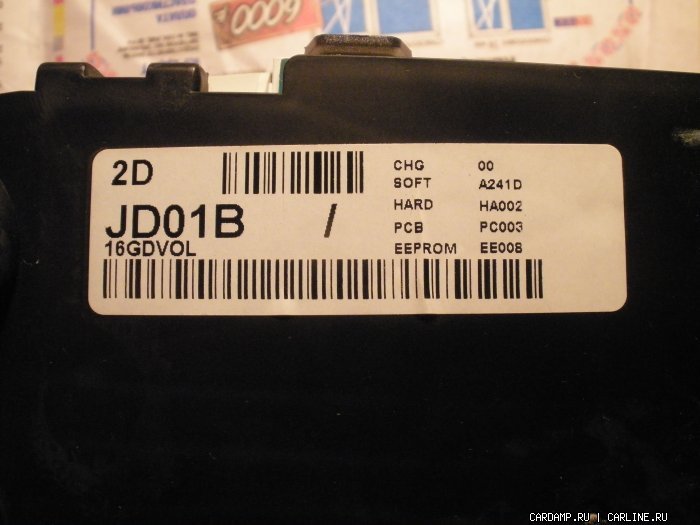 6000
2D
JD01B /
16GDVOL
CHG 00
SOFT A241D
HARD HA002
PCB PC003
EEPROM EE008
CARDAMP.RU | CARLINE.RU